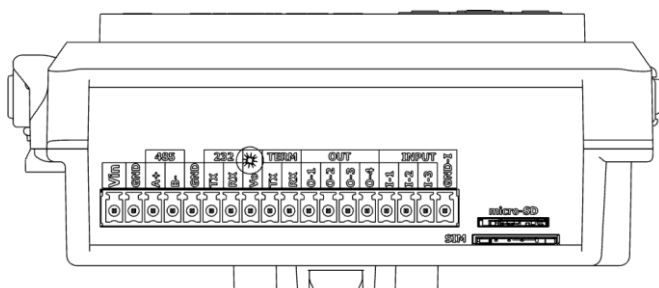 485 232 TERM OUT INPUT
Vin GND A+ B- GND TX RX Vo TX RX O-1 O-2 O-3 O-4 I-1 I-2 I-3 GND-I
micro-SD
SIM